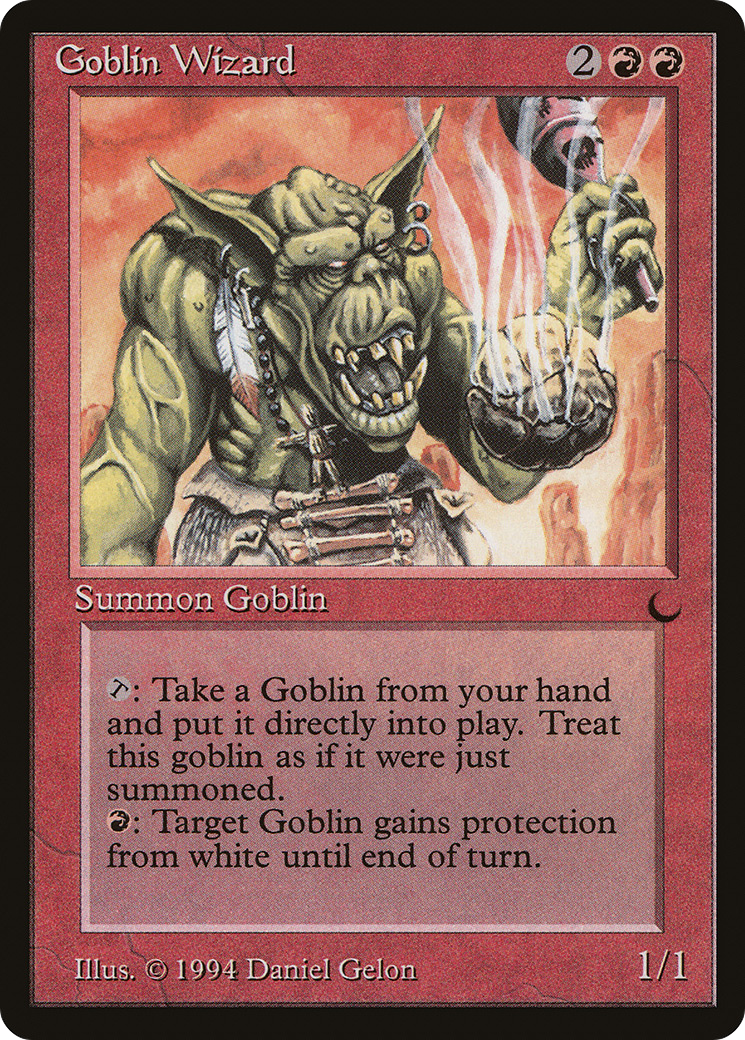 Goblin Wizard 2
Summon Goblin
T: Take a Goblin from your hand
and put it directly into play. Treat
this goblin as if it were just
summoned.
: Target Goblin gains protection
from white until end of turn.
Illus. © 1994 Daniel Gelon 1/1